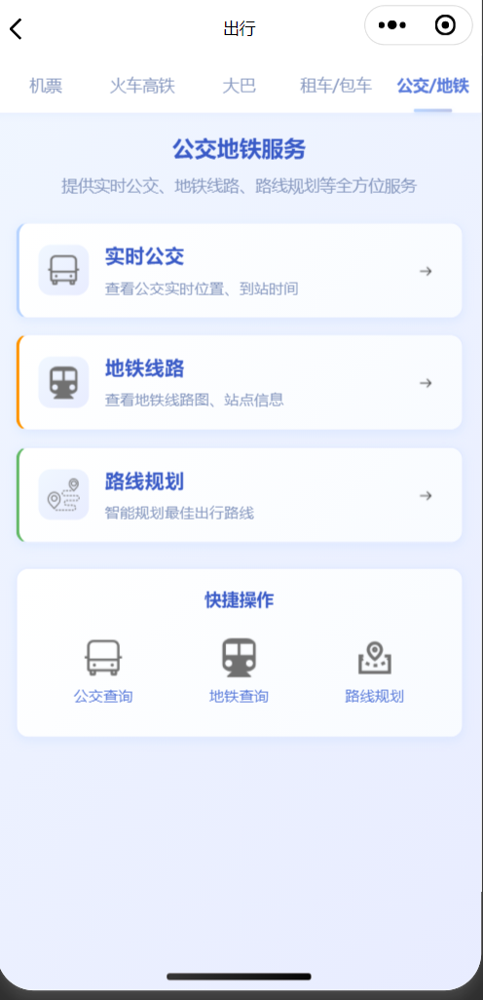 出行
机票 火车高铁 大巴 租车/包车 公交/地铁
公交地铁服务
提供实时公交、地铁线路、路线规划等全方位服务
实时公交
查看公交实时位置、到站时间
→
地铁线路
查看地铁线路图、站点信息
→
路线规划
智能规划最佳出行路线
→
快捷操作
公交查询 地铁查询 路线规划